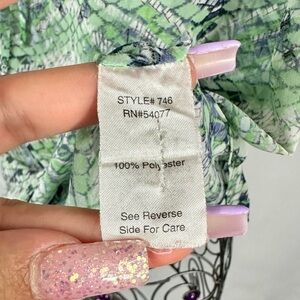 STYLE# 746
RN#54077
100% Polyester
See Reverse
Side For Care